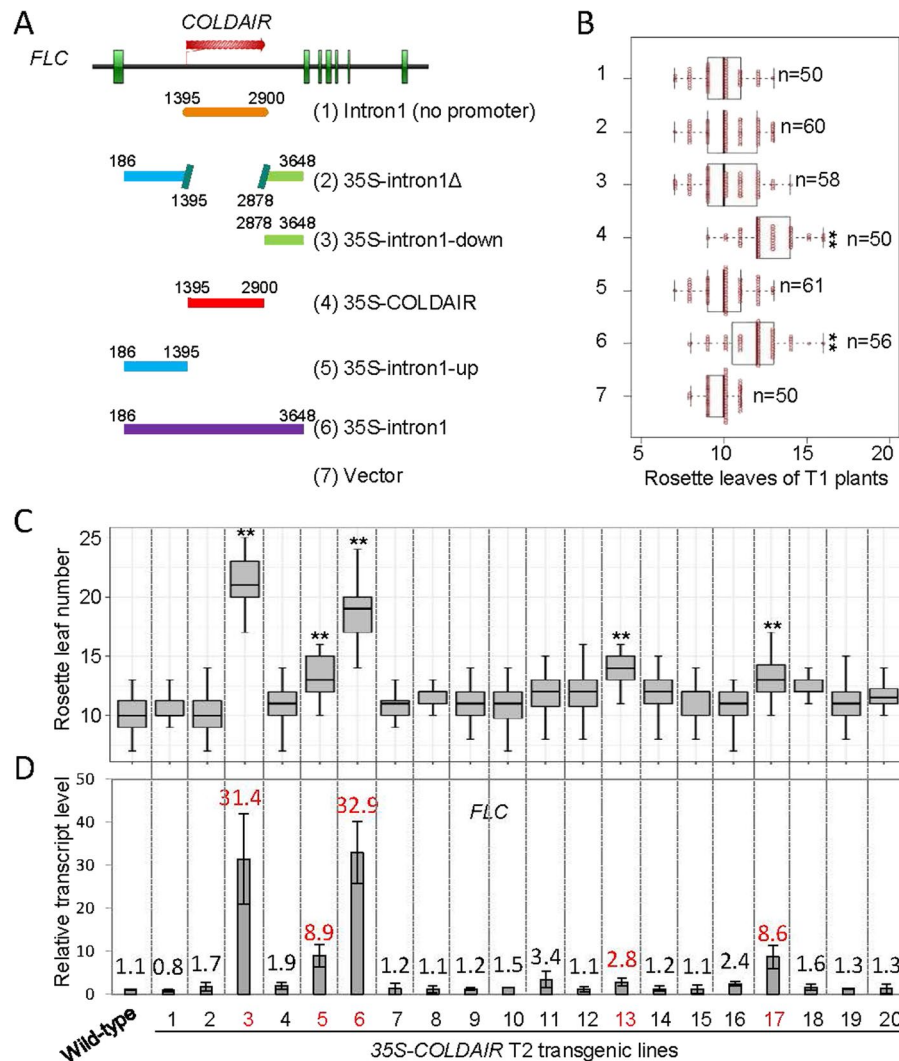 A
COLDAIR
FLC
1395 2900
(1) Intron1 (no promoter)
186 3648
1395 2878
(2) 35S-intron1Δ
2878 3648
(3) 35S-intron1-down
1395 2900
(4) 35S-COLDAIR
186 1395
(5) 35S-intron1-up
186 3648
(6) 35S-intron1
(7) Vector
B
1 n=50
2 n=60
3 n=58
4 ** n=50
5 n=61
6 ** n=56
7 n=50
5 10 15 20
Rosette leaves of T1 plants
C
Rosette leaf number
25
20
15
10
** ** ** ** **
D
Relative transcript level
50
40
30
20
10
0
FLC
1.1 0.8 1.7 31.4 1.9 8.9 32.9 1.2 1.1 1.2 1.5 3.4 1.1 2.8 1.2 1.1 2.4 8.6 1.6 1.3 1.3
Wild-type 1 2 3 4 5 6 7 8 9 10 11 12 13 14 15 16 17 18 19 20
35S-COLDAIR T2 transgenic lines